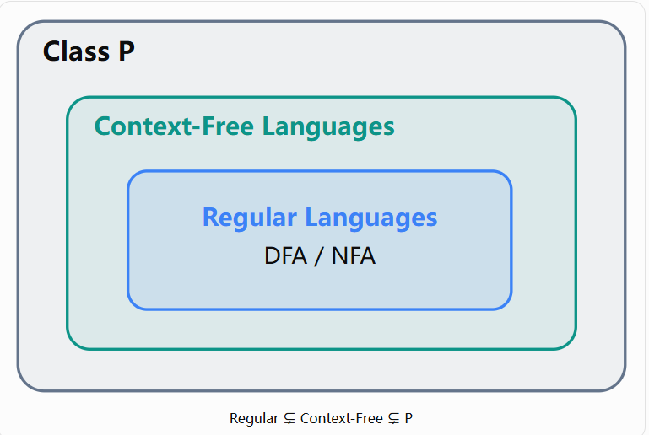 Class P
Context-Free Languages
Regular Languages
DFA / NFA
Regular ⊊ Context-Free ⊊ P